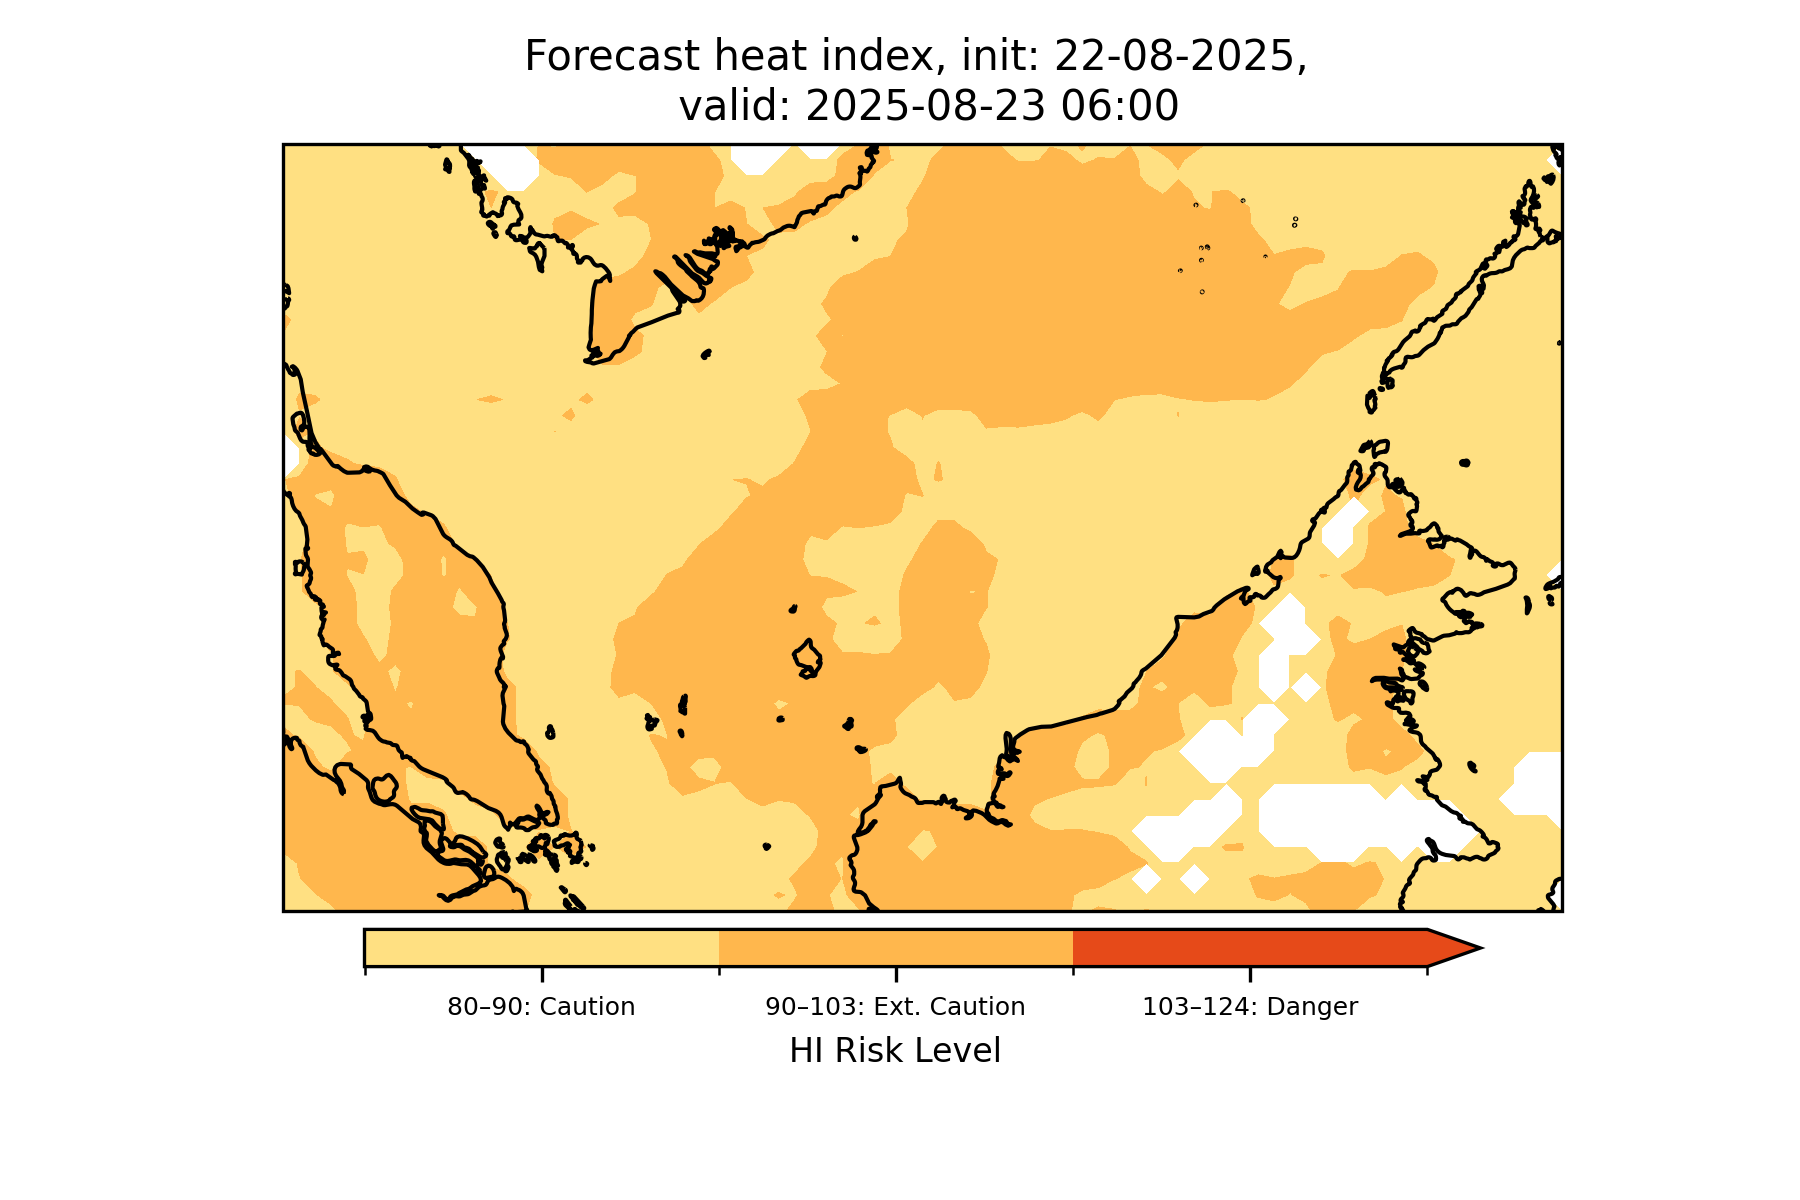 Forecast heat index, init: 22-08-2025,
valid: 2025-08-23 06:00
80–90: Caution
90–103: Ext. Caution
103–124: Danger
HI Risk Level